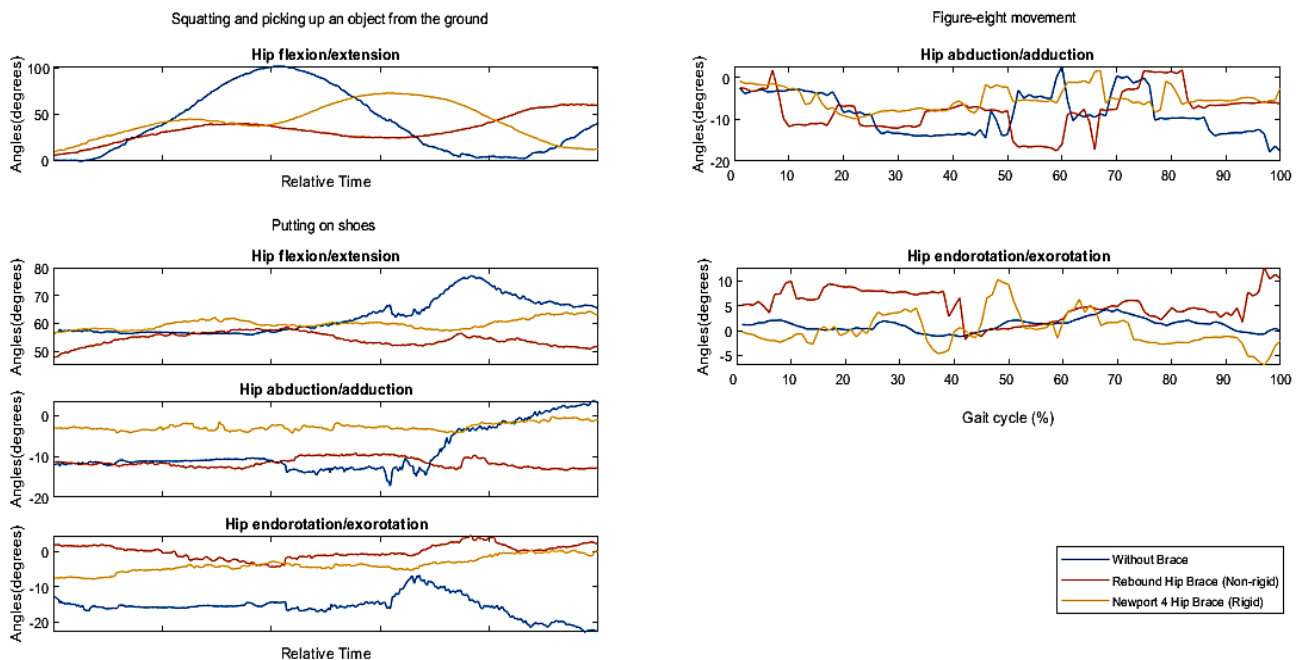 Squatting and picking up an object from the ground
Hip flexion/extension
Angles(degrees)
100
50
0
Relative Time
Putting on shoes
Hip flexion/extension
Angles(degrees)
80
70
60
50
Hip abduction/adduction
Angles(degrees)
0
-10
-20
Hip endorotation/exorotation
Angles(degrees)
0
-10
-20
Relative Time
Figure-eight movement
Hip abduction/adduction
Angles(degrees)
0
-10
-20
0 10 20 30 40 50 60 70 80 90 100
Hip endorotation/exorotation
Angles(degrees)
10
5
0
-5
0 10 20 30 40 50 60 70 80 90 100
Gait cycle (%)
Without Brace
Rebound Hip Brace (Non-rigid)
Newport 4 Hip Brace (Rigid)